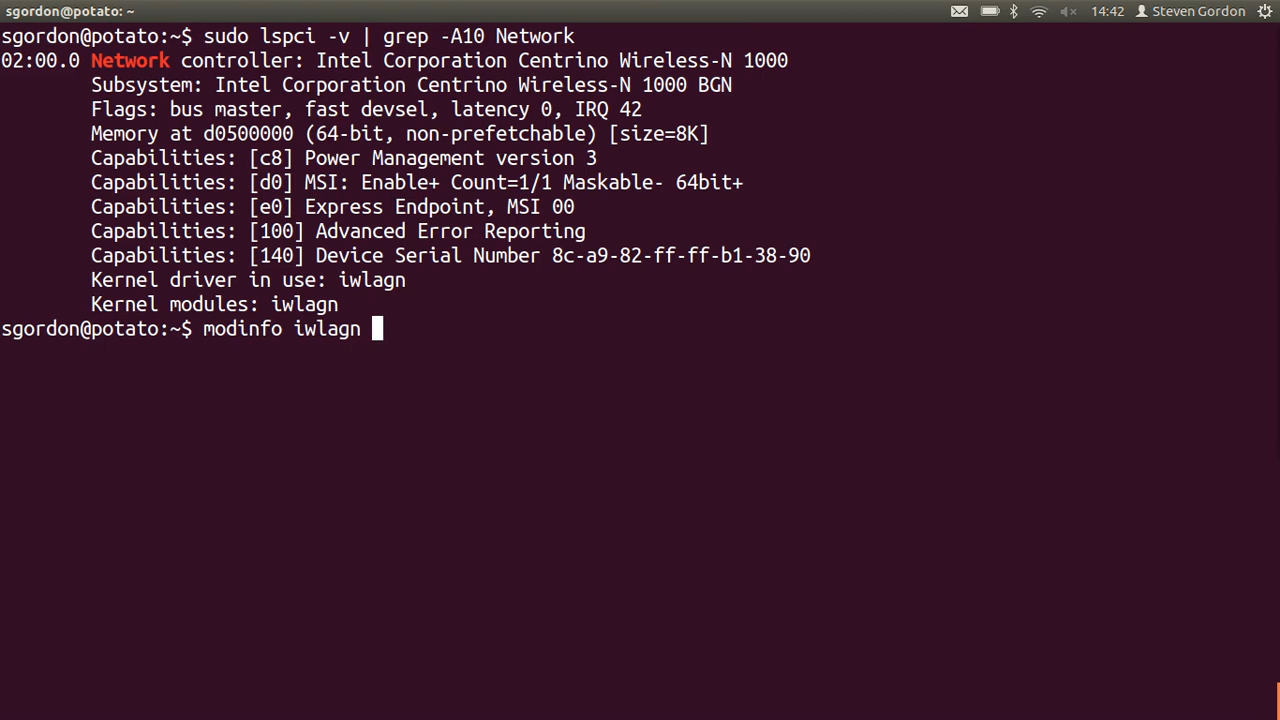 sgordon@potato: ~ 14:42 Steven Gordon
sgordon@potato:~$ sudo lspci -v | grep -A10 Network
02:00.0 Network controller: Intel Corporation Centrino Wireless-N 1000
Subsystem: Intel Corporation Centrino Wireless-N 1000 BGN
Flags: bus master, fast devsel, latency 0, IRQ 42
Memory at d0500000 (64-bit, non-prefetchable) [size=8K]
Capabilities: [c8] Power Management version 3
Capabilities: [d0] MSI: Enable+ Count=1/1 Maskable- 64bit+
Capabilities: [e0] Express Endpoint, MSI 00
Capabilities: [100] Advanced Error Reporting
Capabilities: [140] Device Serial Number 8c-a9-82-ff-ff-b1-38-90
Kernel driver in use: iwlagn
Kernel modules: iwlagn
sgordon@potato:~$ modinfo iwlagn